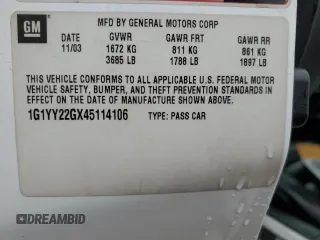 GM
MFD BY GENERAL MOTORS CORP
DATE GVWR GAWR FRT GAWR RR
11/03 1672 KG 811 KG 861 KG
3685 LB 1788 LB 1897 LB
THIS VEHICLE CONFORMS TO ALL APPLICABLE U.S. FEDERAL MOTOR
VEHICLE SAFETY, BUMPER, AND THEFT PREVENTION STANDARDS
IN EFFECT ON THE DATE OF MANUFACTURE SHOWN ABOVE.
1G1YY22GX45114106 TYPE: PASS CAR
DREAMBID